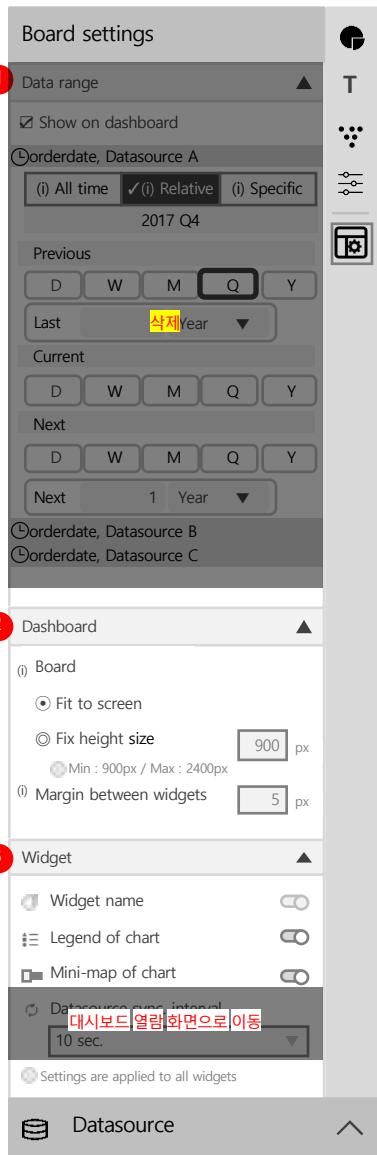 Board settings
Data range
T
Show on dashboard
orderdate, Datasource A
(i) All time ✓(i) Relative (i) Specific
2017 Q4
Previous
D W M Q Y
Last 삭제 Year ▼
Current
D W M Q Y
Next
D W M Q Y
Next 1 Year ▼
orderdate, Datasource B
orderdate, Datasource C
2 Dashboard
(i) Board
Fit to screen
Fix height size 900 px
Min : 900px / Max : 2400px
(i) Margin between widgets 5 px
Widget
Widget name
Legend of chart
Mini-map of chart
Datasource sync. interval
대시보드 열람 화면으로 이동
10 sec. ▼
Settings are applied to all widgets
Datasource